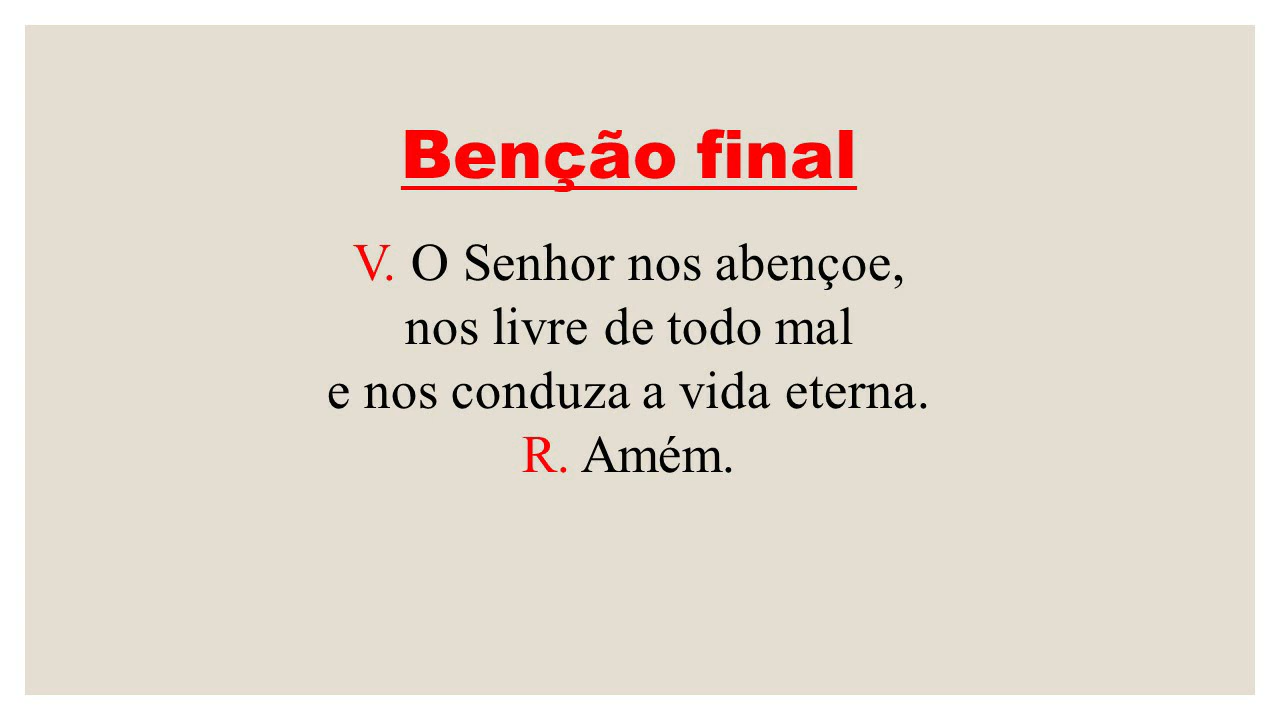 Benção final
V. O Senhor nos abençoe,
nos livre de todo mal
e nos conduza a vida eterna.
R. Amém.